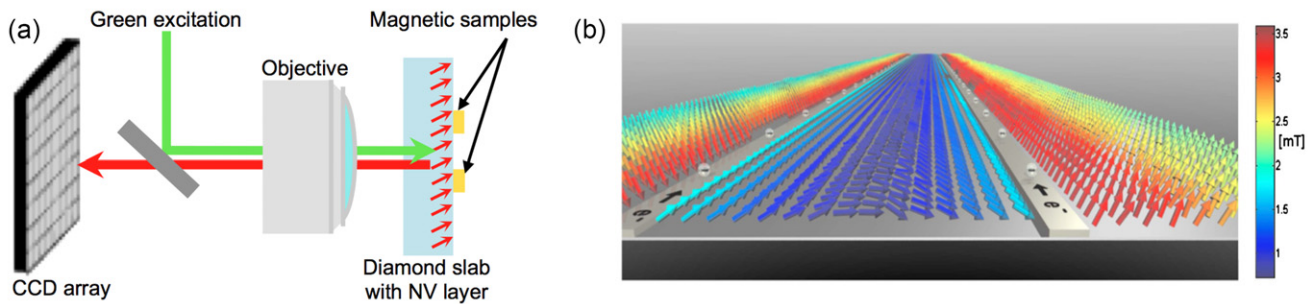 (a)
Green excitation
Objective
Magnetic samples
CCD array
Diamond slab
with NV layer
(b)
e-
e-
3.5
3
2.5
[mT]
2
1.5
1